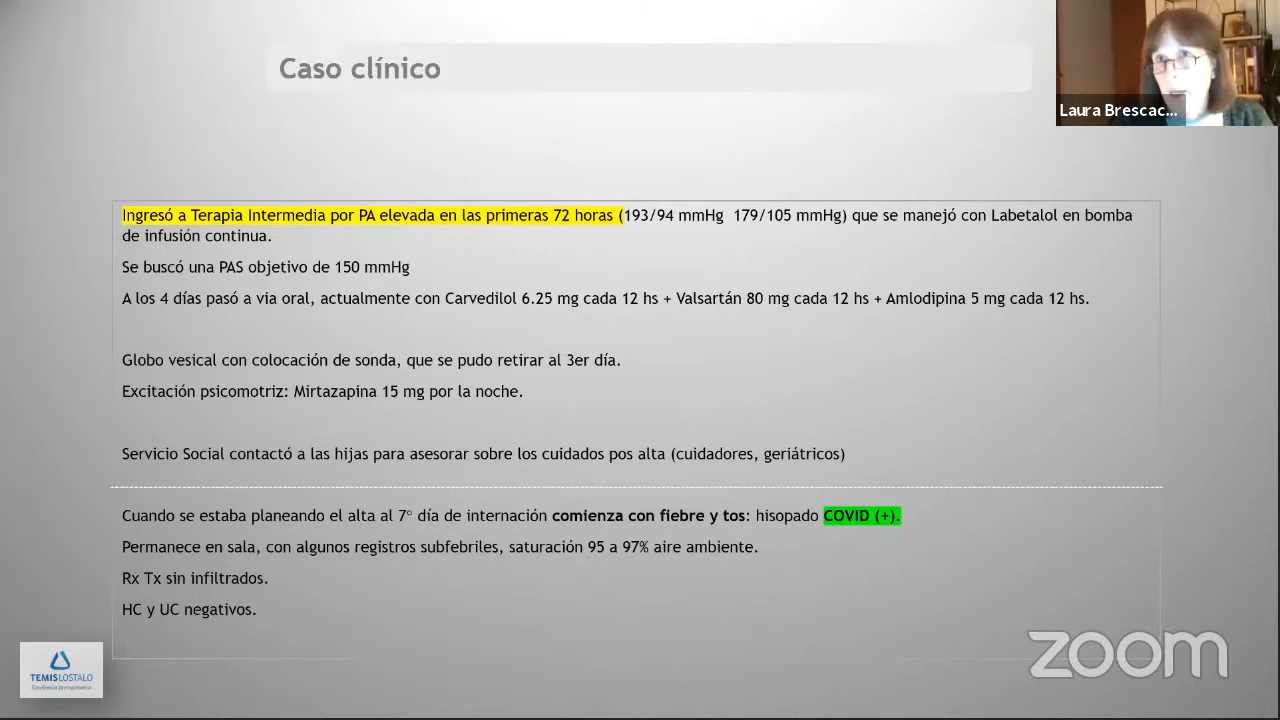 Caso clínico
Laura Brescac...
Ingresó a Terapia Intermedia por PA elevada en las primeras 72 horas (193/94 mmHg 179/105 mmHg) que se manejó con Labetalol en bomba
de infusión continua.
Se buscó una PAS objetivo de 150 mmHg
A los 4 días pasó a via oral, actualmente con Carvedilol 6.25 mg cada 12 hs + Valsartán 80 mg cada 12 hs + Amlodipina 5 mg cada 12 hs.
Globo vesical con colocación de sonda, que se pudo retirar al 3er día.
Excitación psicomotriz: Mirtazapina 15 mg por la noche.
Servicio Social contactó a las hijas para asesorar sobre los cuidados pos alta (cuidadores, geriátricos)
Cuando se estaba planeando el alta al 7° día de internación comienza con fiebre y tos: hisopado COVID (+).
Permanece en sala, con algunos registros subfebriles, saturación 95 a 97% aire ambiente.
Rx Tx sin infiltrados.
HC y UC negativos.
TEMISLOSTALO
Excelencia farmacéutica
zoom